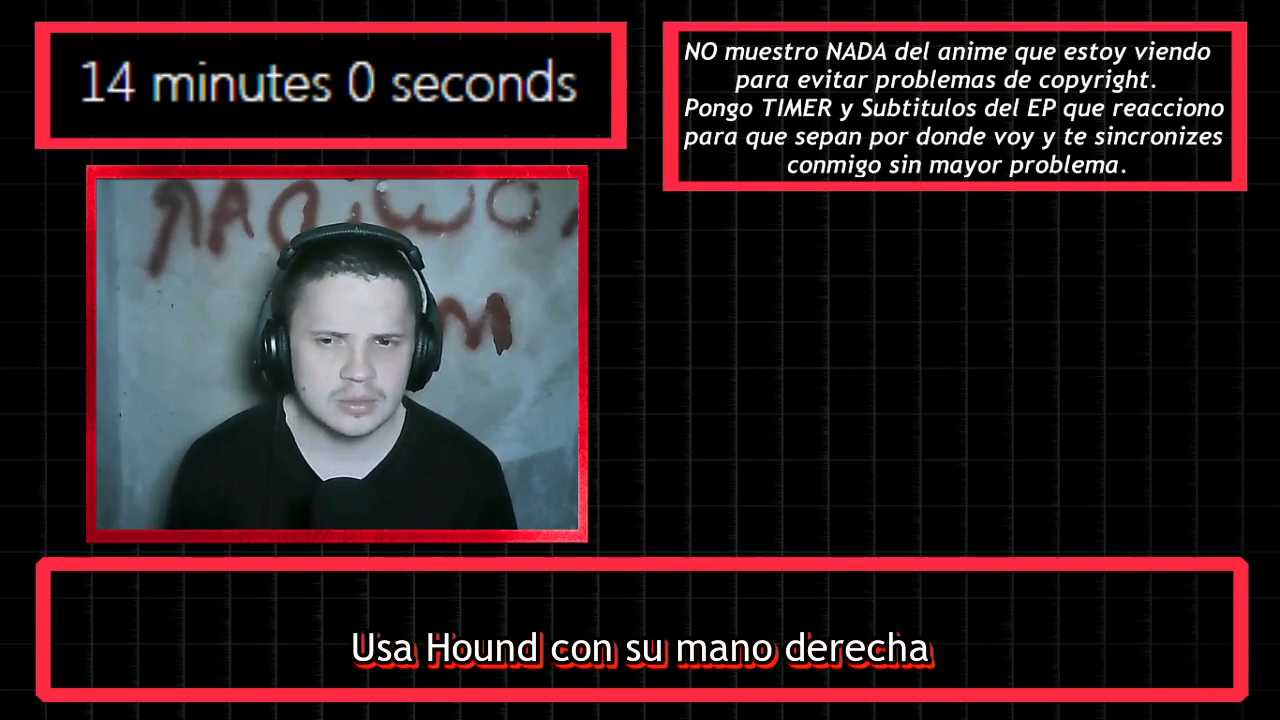 14 minutes 0 seconds
NO muestro NADA del anime que estoy viendo
para evitar problemas de copyright.
Pongo TIMER y Subtitulos del EP que reacciono
para que sepan por donde voy y te sincronizes
conmigo sin mayor problema.
Usa Hound con su mano derecha